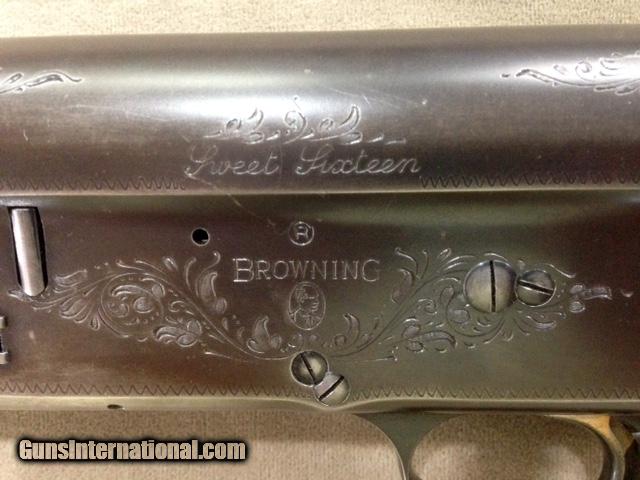 Sweet Sixteen
R
BROWNING
GunsInternational.com